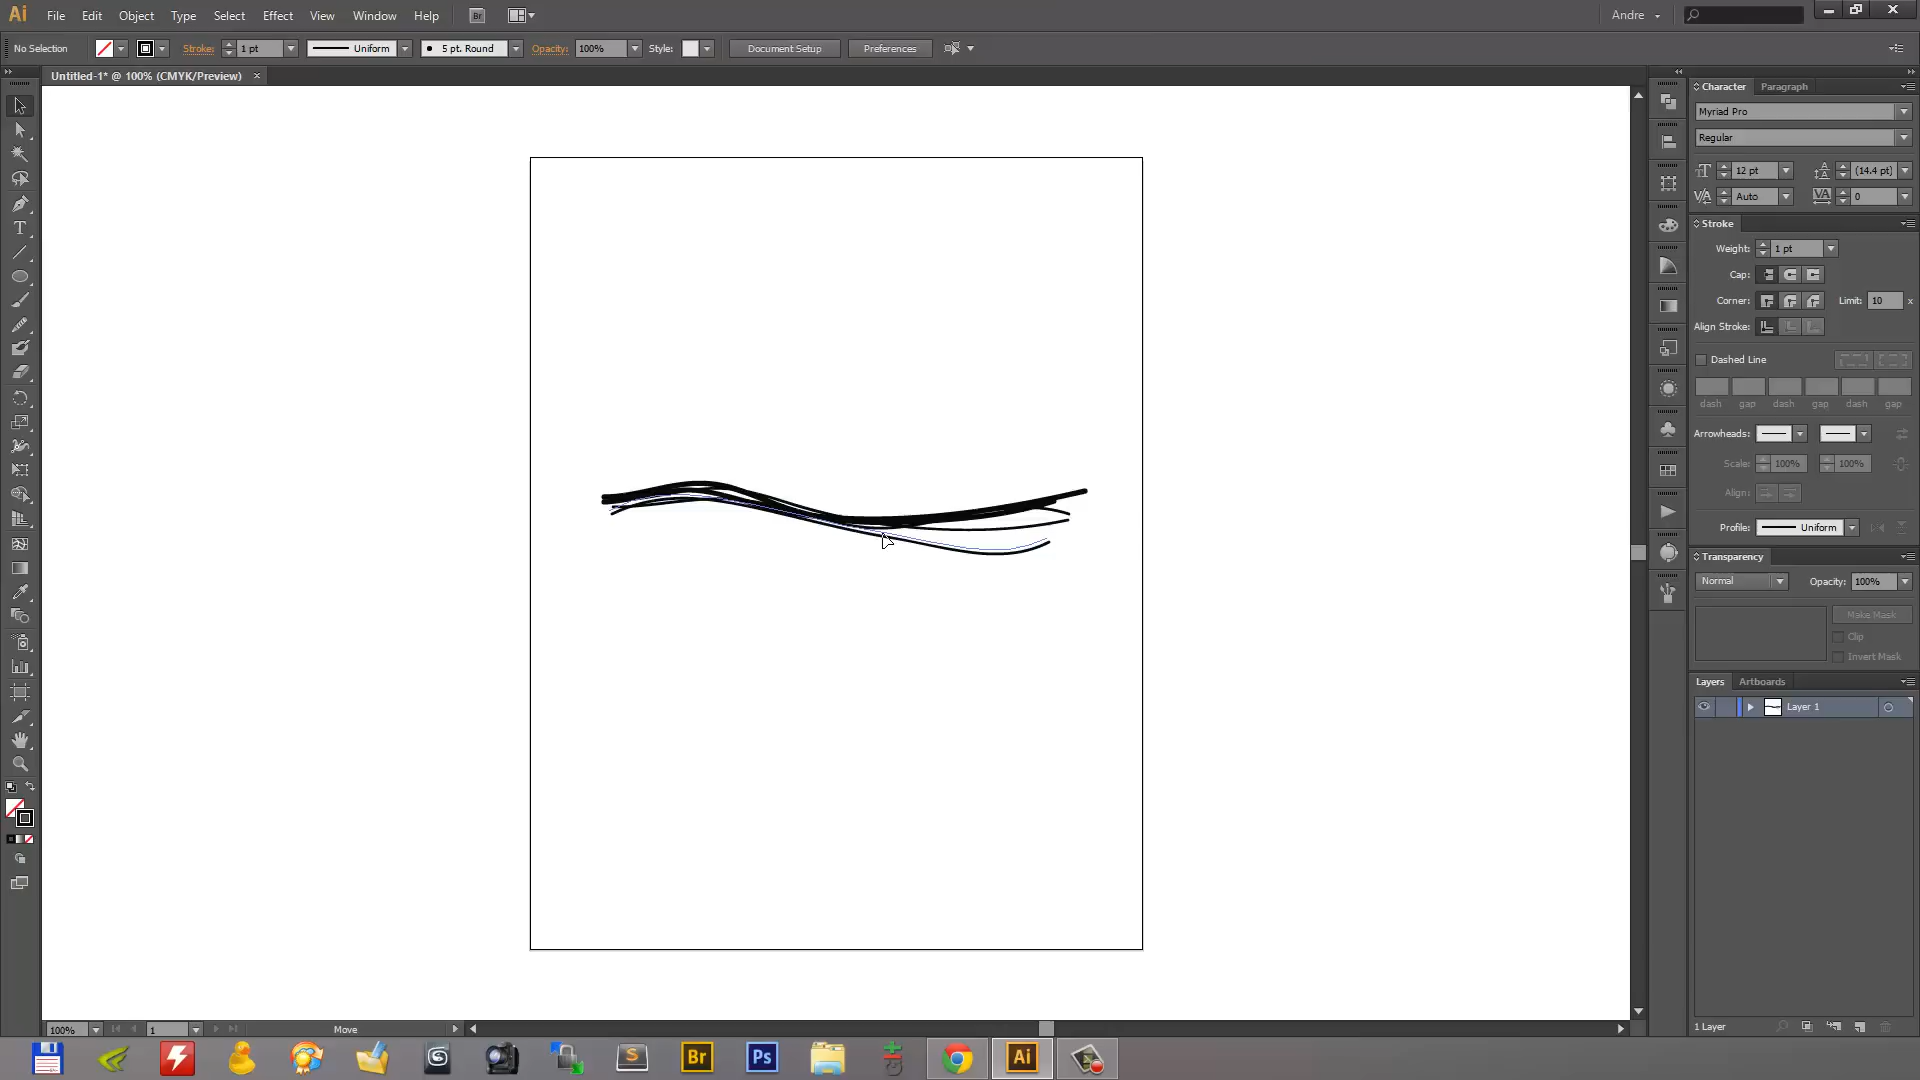 Ai File Edit Object Type Select Effect View Window Help Br Andre
No Selection Stroke: 1 pt Uniform 5 pt. Round Opacity: 100% Style: Document Setup Preferences
Untitled-1* @ 100% (CMYK/Preview)
Character Paragraph
Myriad Pro
Regular
12 pt (14.4 pt)
Auto 0
Stroke
Weight: 1 pt
Cap:
Corner: Limit: 10 x
Align Stroke:
Dashed Line
dash gap dash gap dash gap
Arrowheads:
Scale: 100% 100%
Align:
Profile: Uniform
Transparency
Normal Opacity: 100%
Make Mask
Clip
Invert Mask
Layers Artboards
Layer 1
1 Layer
100% 1 Move
S Br Ps Ai